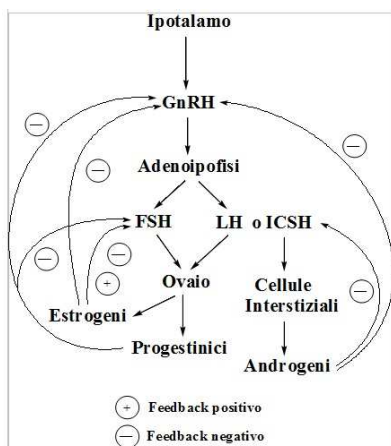 Ipotalamo
GnRH
Adenoipofisi
FSH LH o ICSH
Ovaio
Cellule
Interstiziali
Estrogeni
Progestinici
Androgeni
+ Feedback positivo
− Feedback negativo